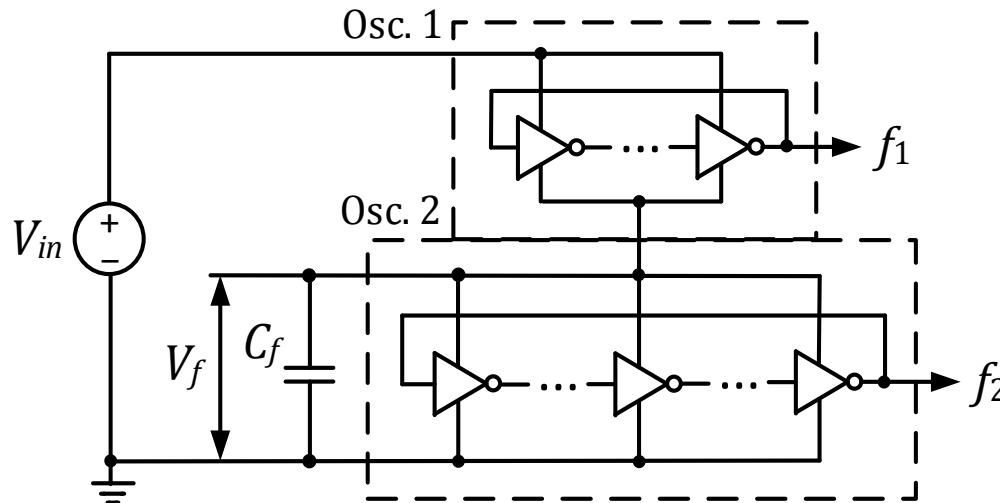 Osc. 1
f1
Osc. 2
Vin
+
−
Vf
Cf
...
f2
... ...